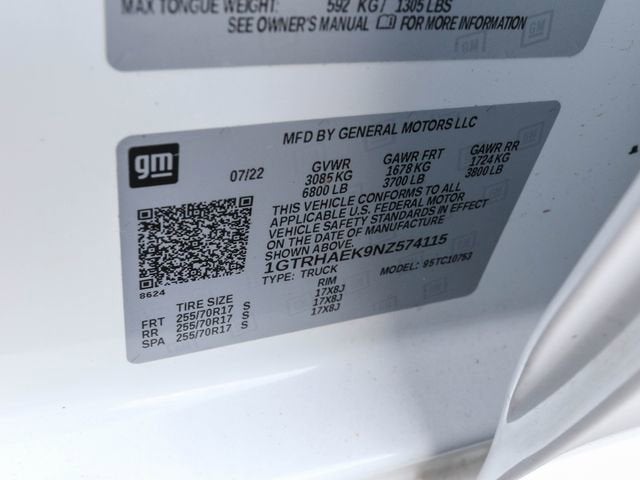 MAX TONGUE WEIGHT: 592 KG / 1305 LBS
SEE OWNER'S MANUAL FOR MORE INFORMATION
MFD BY GENERAL MOTORS LLC
gm
07/22 GVWR GAWR FRT GAWR RR
3085 KG 1678 KG 1724 KG
6800 LB 3700 LB 3800 LB
THIS VEHICLE CONFORMS TO ALL
APPLICABLE U.S. FEDERAL MOTOR
VEHICLE SAFETY STANDARDS IN EFFECT
ON THE DATE OF MANUFACTURE
SHOWN ABOVE.
1GTRHAEK9NZ574115
TYPE: TRUCK MODEL: 95TC10753
8624
TIRE SIZE RIM
FRT 255/70R17 S 17X8J
RR 255/70R17 S 17X8J
SPA 255/70R17 S 17X8J